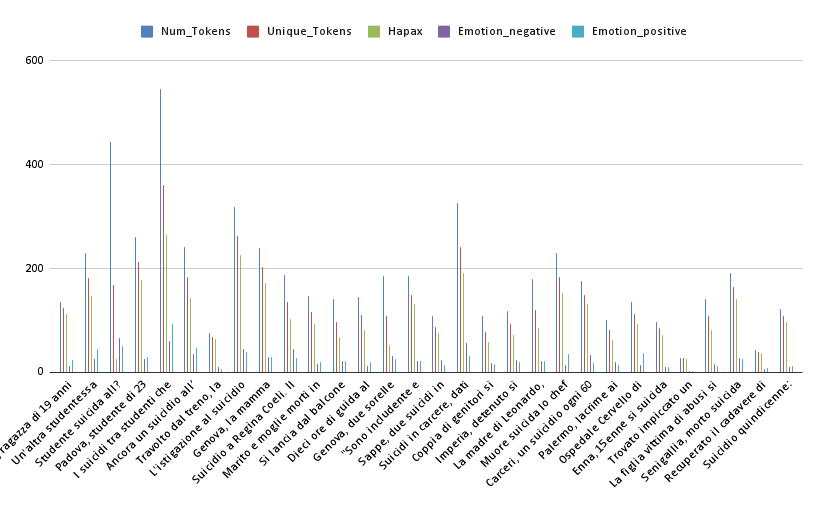 Num_Tokens Unique_Tokens Hapax Emotion_negative Emotion_positive
600
400
200
0
ragazza di 19 anni
Un'altra studentessa
Studente suicida all?
Padova, studente di 23
I suicidi tra studenti che
Ancora un suicidio all'
Travolto dal treno, la
L'istigazione al suicidio
Genova, la mamma
Suicidio a Regina Coeli. Il
Marito e moglie morti in
Si lancia dal balcone
Dieci ore di guida al
Genova, due sorelle
"Sono includente e
Sappe, due suicidi in
Suicidi in carcere, dati
Coppia di genitori si
Imperia, detenuto si
La madre di Leonardo,
Muore suicida lo chef
Carceri, un suicidio ogni 60
Palermo, lacrime ai
Ospedale Cervello di
Enna, 15enne si suicida
Trovato impiccato un
La figlia vittima di abusi, si
Senigallia, morto suicida
Recuperato il cadavere di
Suicidio quindicenne: